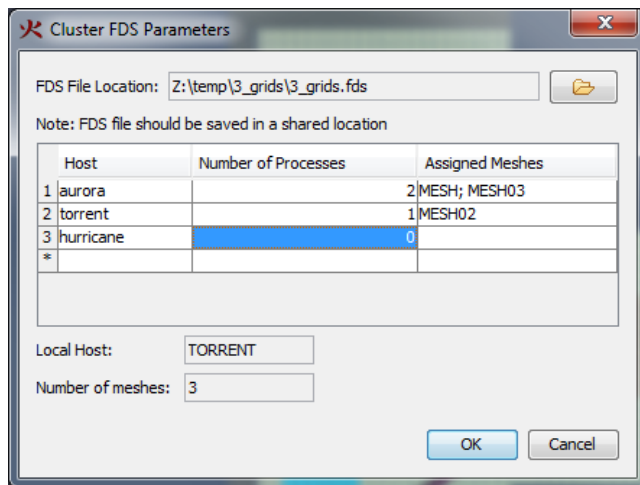 火 Cluster FDS Parameters
X
FDS File Location: Z:\temp\3_grids\3_grids.fds
Note: FDS file should be saved in a shared location
Host Number of Processes Assigned Meshes
1 aurora 2 MESH; MESH03
2 torrent 1 MESH02
3 hurricane 0
*
Local Host: TORRENT
Number of meshes: 3
OK Cancel